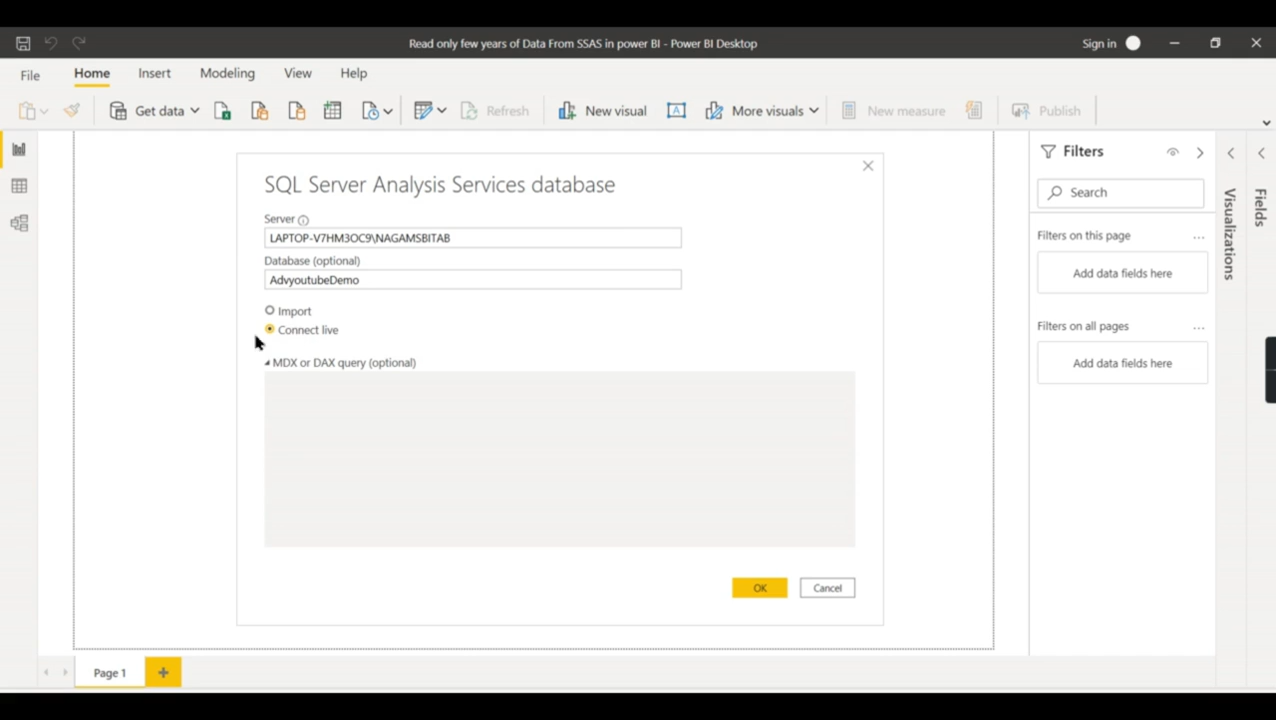 Read only few years of Data From SSAS in power BI - Power BI Desktop
Sign in
File
Home
Insert
Modeling
View
Help
Get data
Refresh
New visual
More visuals
New measure
Publish
SQL Server Analysis Services database
Server
LAPTOP-V7HM3OC9\NAGAMSBITAB
Database (optional)
AdvyoutubeDemo
Import
Connect live
MDX or DAX query (optional)
OK
Cancel
Filters
Search
Filters on this page
...
Add data fields here
Filters on all pages
...
Add data fields here
Visualizations
Fields
Page 1